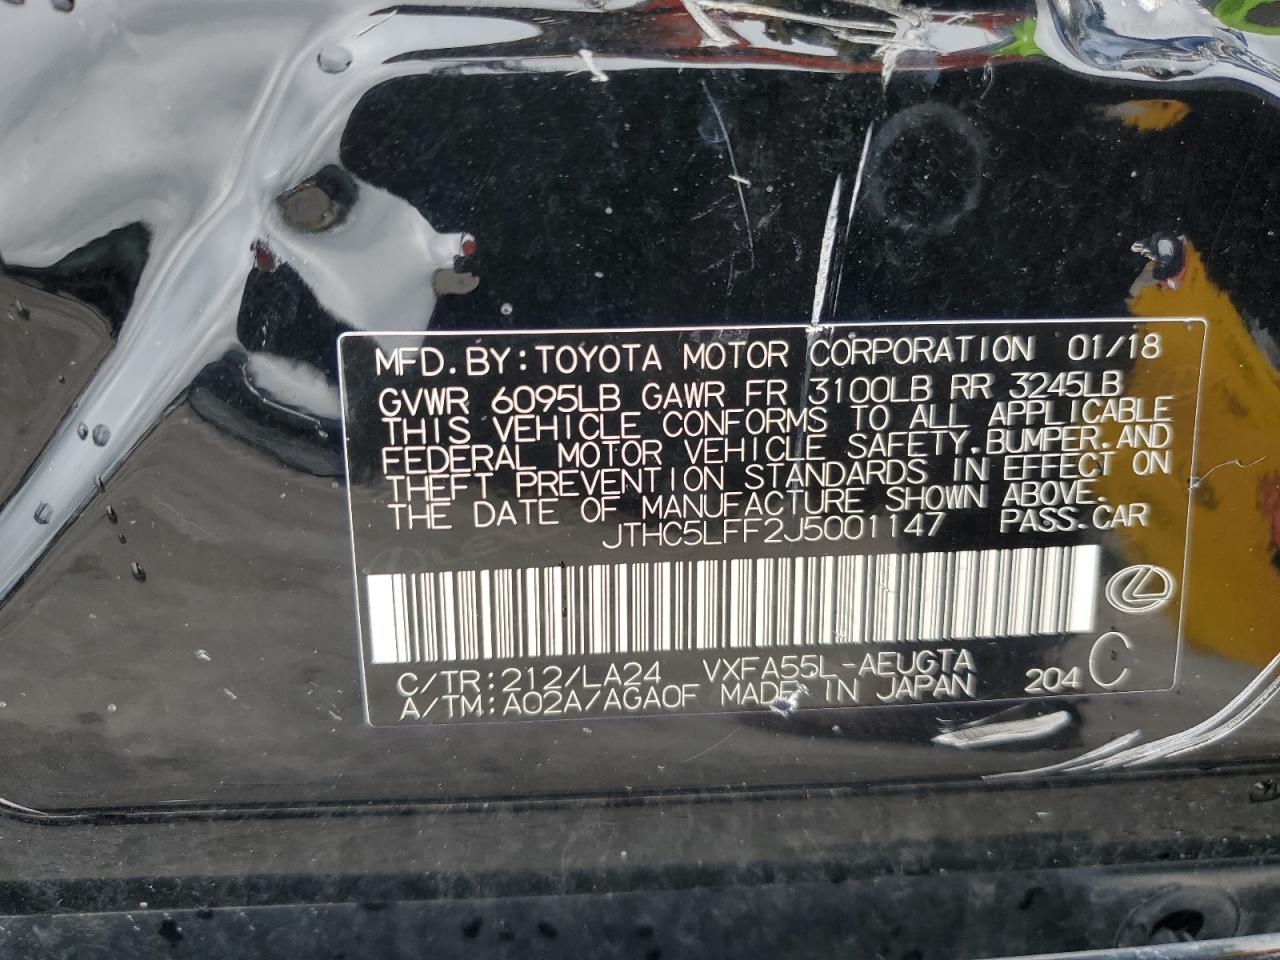 MFD.BY:TOYOTA MOTOR CORPORATION 01/18
GVWR 6095LB GAWR FR 3100LB RR 3245LB
THIS VEHICLE CONFORMS TO ALL APPLICABLE
FEDERAL MOTOR VEHICLE SAFETY.BUMPER.AND
THEFT PREVENTION STANDARDS IN EFFECT ON
THE DATE OF MANUFACTURE SHOWN ABOVE.
JTHC5LFF2J5001147 PASS.CAR
C/TR:212/LA24 VXFA55L-AEUGTA
A/TM:A02A/AGA0F MADE IN JAPAN 204 C